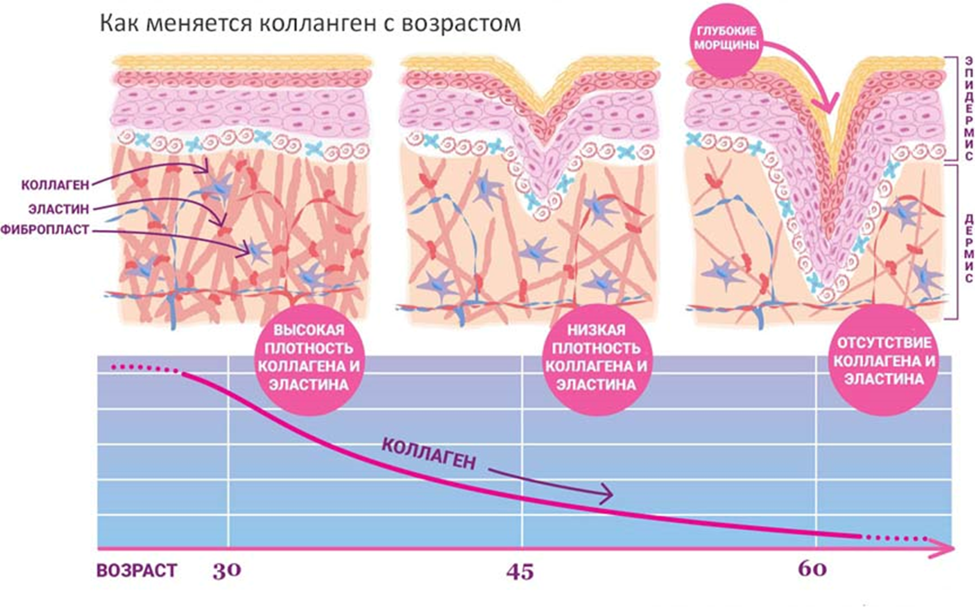 Как меняется колланген с возрастом
ГЛУБОКИЕ
МОРЩИНЫ
ЭПИДЕРМИС
КОЛЛАГЕН
ЭЛАСТИН
ФИБРОПЛАСТ
ДЕРМИС
ВЫСОКАЯ
ПЛОТНОСТЬ
КОЛЛАГЕНА И
ЭЛАСТИНА
НИЗКАЯ
ПЛОТНОСТЬ
КОЛЛАГЕНА И
ЭЛАСТИНА
ОТСУТСТВИЕ
КОЛЛАГЕНА И
ЭЛАСТИНА
КОЛЛАГЕН
ВОЗРАСТ 30 45 60